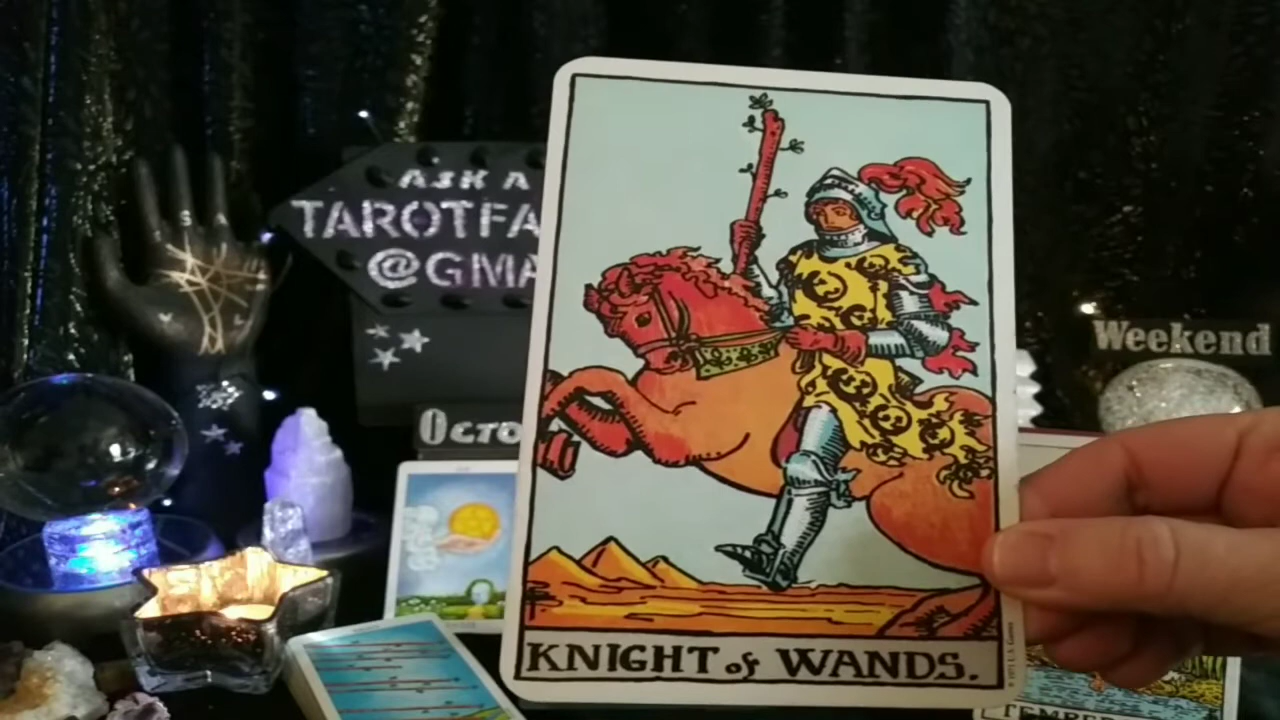 ASK A
TAROTFA
@GMA
Octo
Weekend
KNIGHT of WANDS.